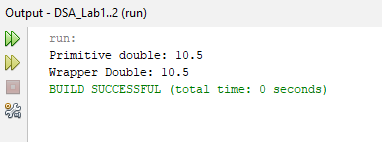 Output - DSA_Lab1..2 (run)
run:
Primitive double: 10.5
Wrapper Double: 10.5
BUILD SUCCESSFUL (total time: 0 seconds)